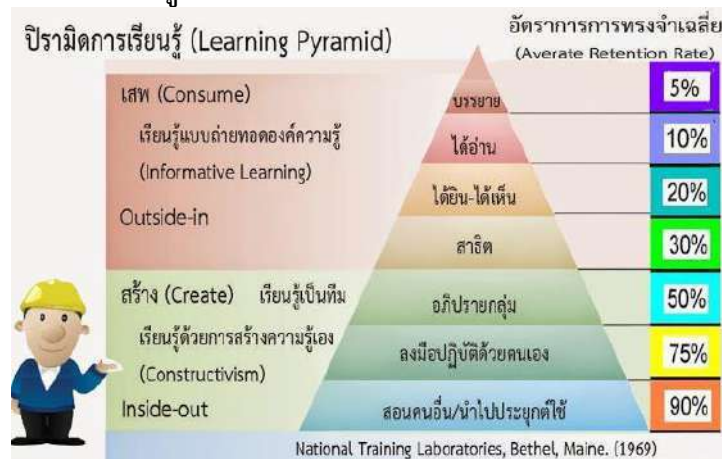 ปิรามิดการเรียนรู้ (Learning Pyramid)
อัตราการการทรงจำเฉลี่ย
(Averate Retention Rate)
เสพ (Consume)
เรียนรู้แบบถ่ายทอดองค์ความรู้
(Informative Learning)
Outside-in
บรรยาย
5%
ได้อ่าน
10%
ได้ยิน-ได้เห็น
20%
สาธิต
30%
สร้าง (Create) เรียนรู้เป็นทีม
เรียนรู้ด้วยการสร้างความรู้เอง
(Constructivism)
Inside-out
อภิปรายกลุ่ม
50%
ลงมือปฏิบัติด้วยตนเอง
75%
สอนคนอื่น/นำไปประยุกต์ใช้
90%
National Training Laboratories, Bethel, Maine. (1969)